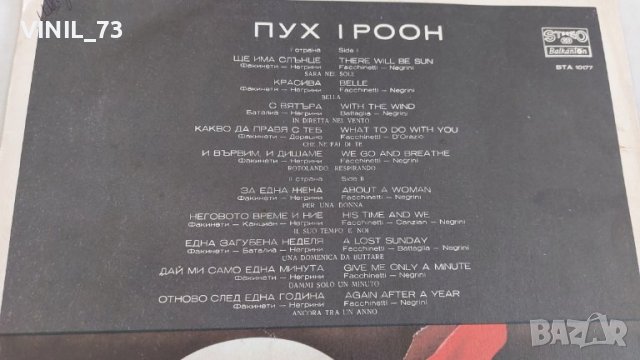 VINIL_73
ПУХ I POOH
STEREO
Balkanton
BTA 10177
I страна Side I
ЩЕ ИМА СЛЪНЦЕ THERE WILL BE SUN
Факинети – Негрини Facchinetti – Negrini
SARA NEL SOLE
КРАСИВА BELLE
Факинети – Негрини Facchinetti – Negrini
BELLA
С ВЯТЪРА WITH THE WIND
Баталиа – Негрини Battaglia – Negrini
IN DIRETTA NEL VENTO
КАКВО ДА ПРАВЯ С ТЕБ WHAT TO DO WITH YOU
Факинети – Дорацио Facchinetti – D'Orazio
CHE NE FAI DI TE
И ВЪРВИМ, И ДИШАМЕ WE GO AND BREATHE
Факинети – Негрини Facchinetti – Negrini
ROTOLANDO RESPIRANDO
II страна Side II
ЗА ЕДНА ЖЕНА ABOUT A WOMAN
Факинети – Негрини Facchinetti – Negrini
PER UNA DONNA
НЕГОВОТО ВРЕМЕ И НИЕ HIS TIME AND WE
Факинети – Канциан – Негрини Facchinetti – Canzian – Negrini
IL SUO TEMPO E NOI
ЕДНА ЗАГУБЕНА НЕДЕЛЯ A LOST SUNDAY
Факинети – Баталиа – Негрини Facchinetti – Battaglia – Negrini
UNA DOMENICA DA BUTTARE
ДАЙ МИ САМО ЕДНА МИНУТА GIVE ME ONLY A MINUTE
Факинети – Негрини Facchinetti – Negrini
DAMMI SOLO UN MINUTO
ОТНОВО СЛЕД ЕДНА ГОДИНА AGAIN AFTER A YEAR
Факинети – Негрини Facchinetti – Negrini
ANCORA TRA UN ANNO
BAZAR